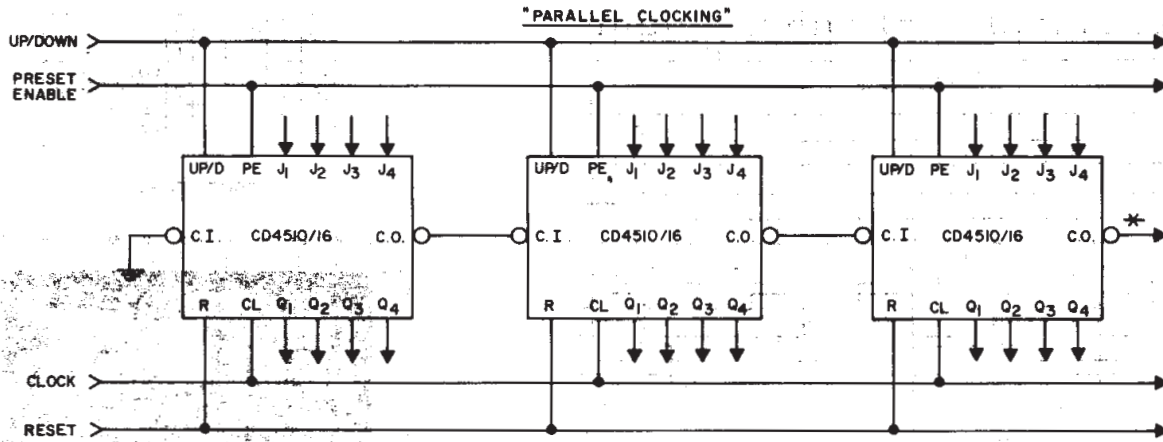 "PARALLEL CLOCKING"
UP/DOWN
PRESET
ENABLE
UP/D PE J1 J2 J3 J4
UP/D PE J1 J2 J3 J4
UP/D PE J1 J2 J3 J4
C.I CD4510/16 C.O.
C.I CD4510/16 C.O.
C.I CD4510/16 C.O.
*
R CL Q1 Q2 Q3 Q4
R CL Q1 Q2 Q3 Q4
R CL Q1 Q2 Q3 Q4
CLOCK
RESET